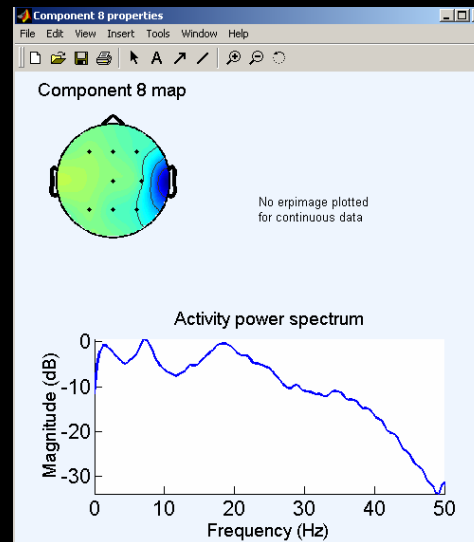 Component 8 properties
File Edit View Insert Tools Window Help
A
Component 8 map
No erpimage plotted
for continuous data
Activity power spectrum
Magnitude (dB)
0
-10
-20
-30
0 10 20 30 40 50
Frequency (Hz)